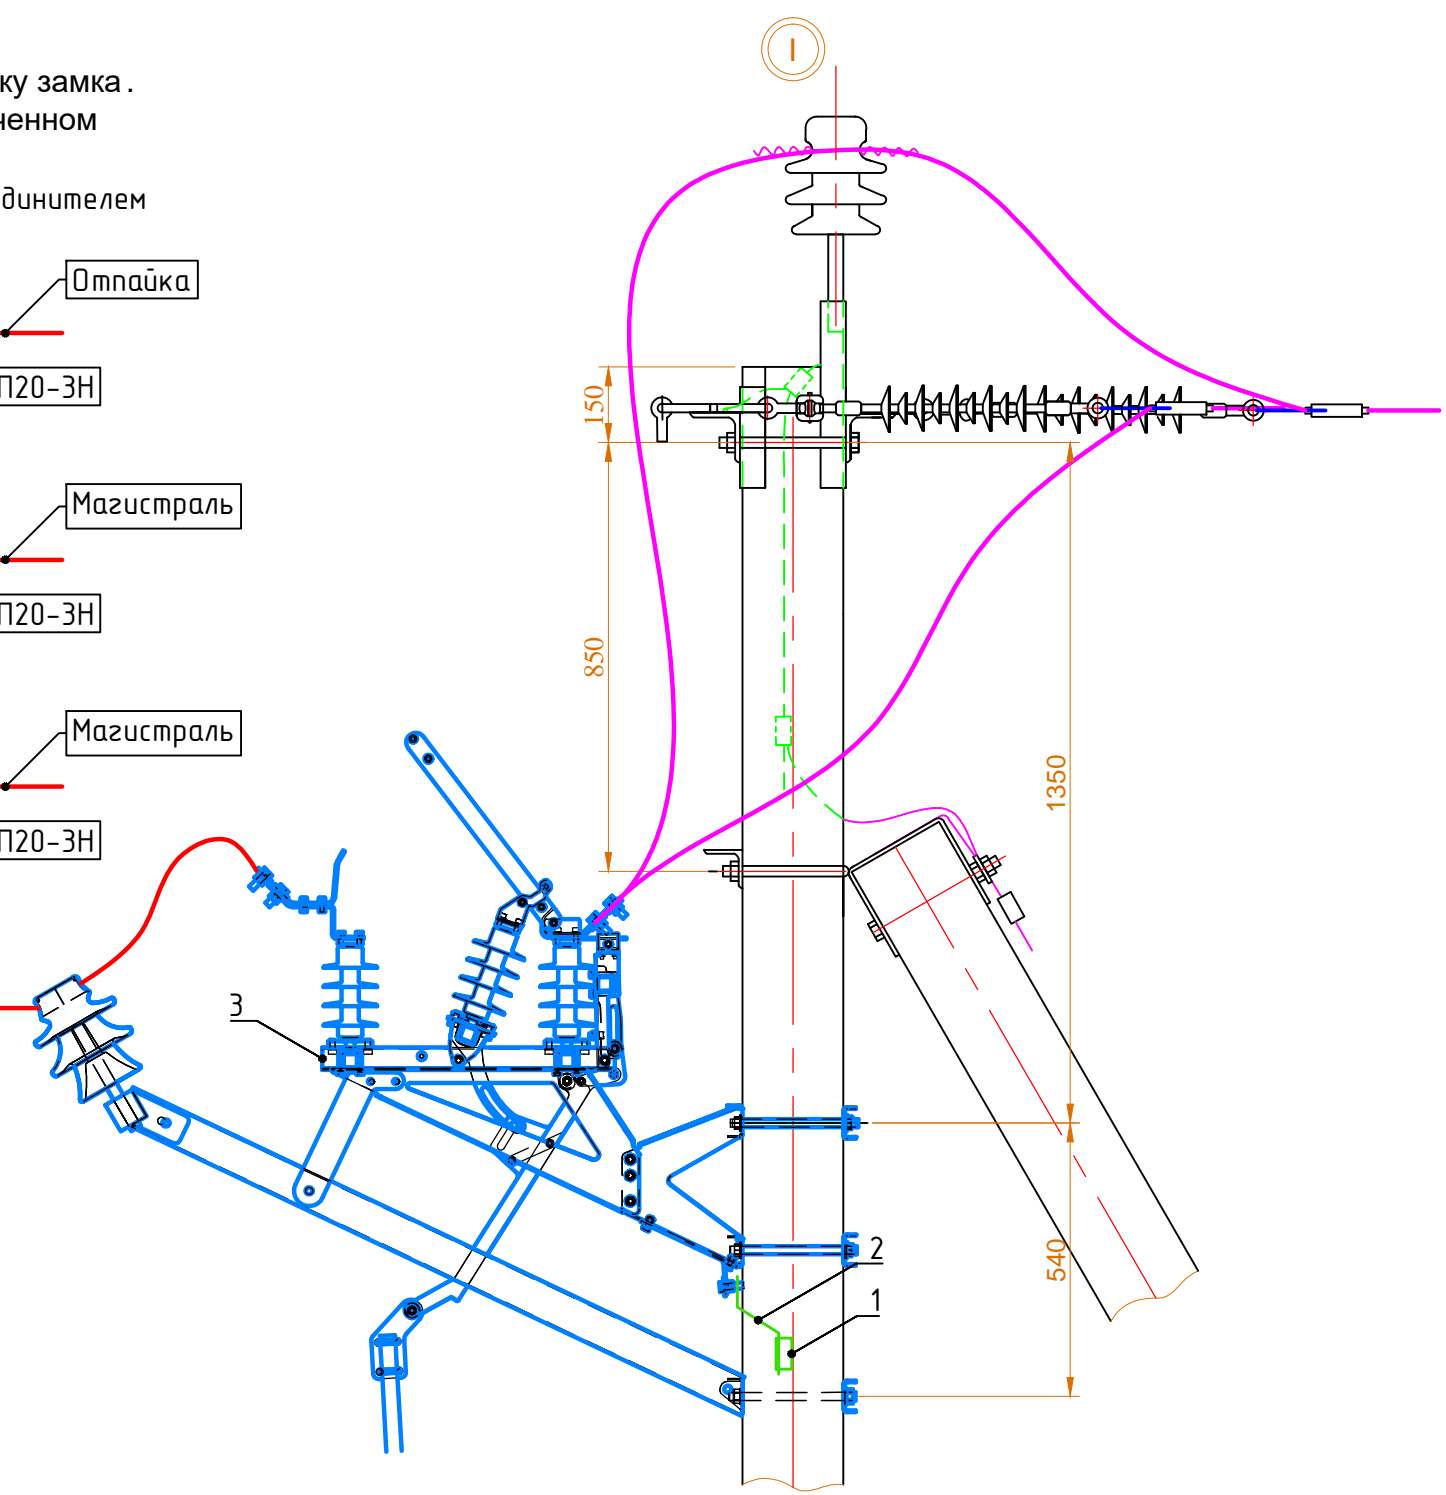 ку замка.
ченном
динителем
Отпайка
П20-3Н
Магистраль
П20-3Н
Магистраль
П20-3Н
I
150
850
1350
540
3
2
1